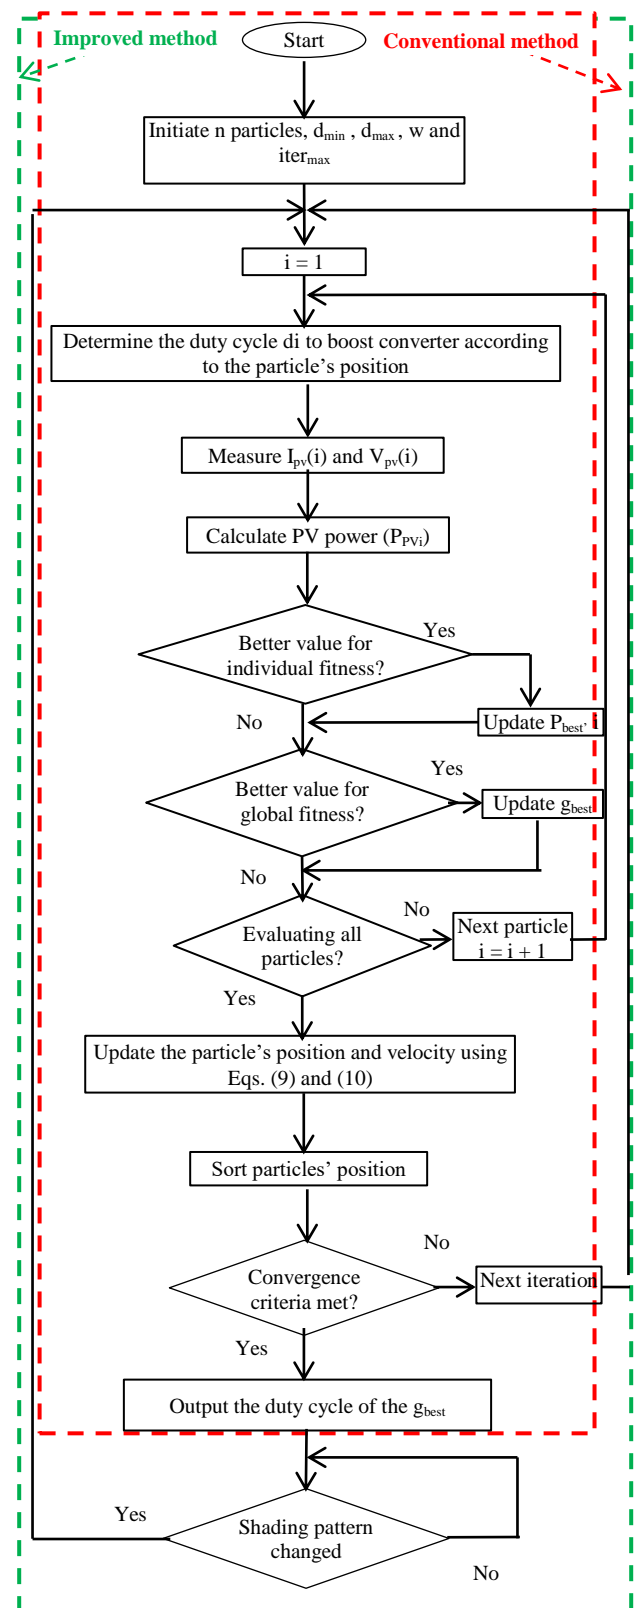 Improved method
Start
Conventional method
Initiate n particles, dmin , dmax , w and
itermax
i = 1
Determine the duty cycle di to boost converter according
to the particle's position
Measure Ipv(i) and Vpv(i)
Calculate PV power (PPVi)
Better value for
individual fitness?
Yes
No
Update Pbest, i
Better value for
global fitness?
Yes
Update gbest
No
Evaluating all
particles?
No
Next particle
i = i + 1
Yes
Update the particle's position and velocity using
Eqs. (9) and (10)
Sort particles' position
Convergence
criteria met?
No
Next iteration
Yes
Output the duty cycle of the gbest
Yes
Shading pattern
changed
No